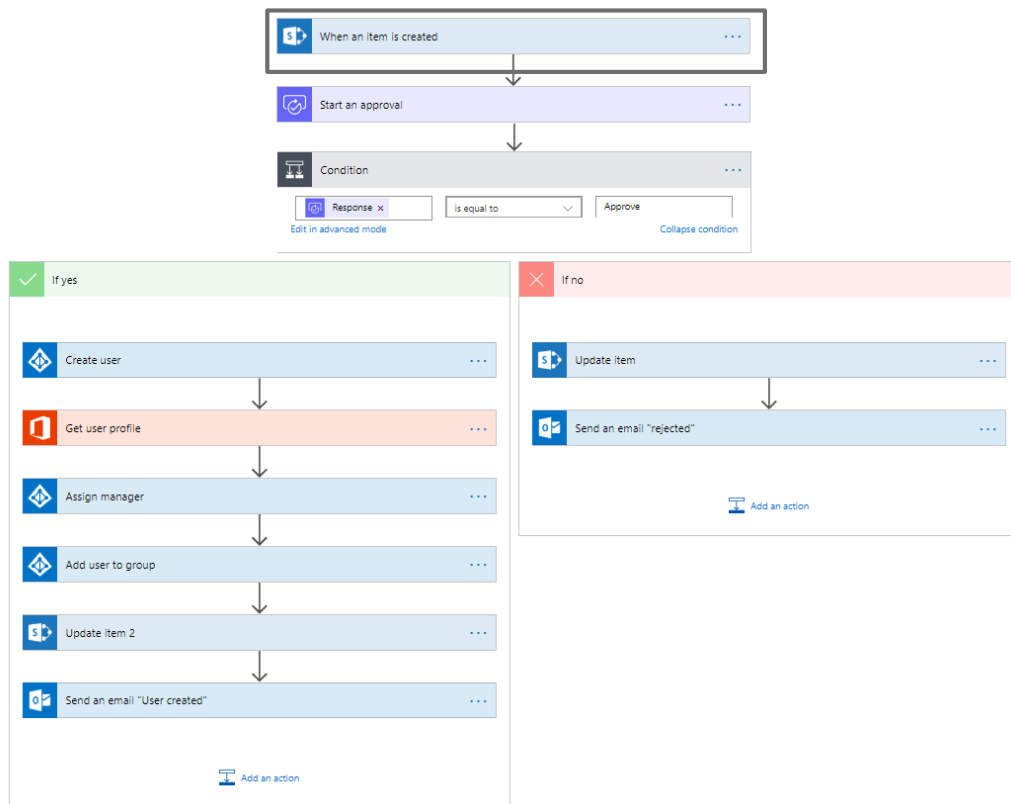 When an item is created
Start an approval
Condition
Response x
is equal to
Approve
Edit in advanced mode
Collapse condition
If yes
Create user
Get user profile
Assign manager
Add user to group
Update item 2
Send an email "User created"
Add an action
If no
Update item
Send an email "rejected"
Add an action